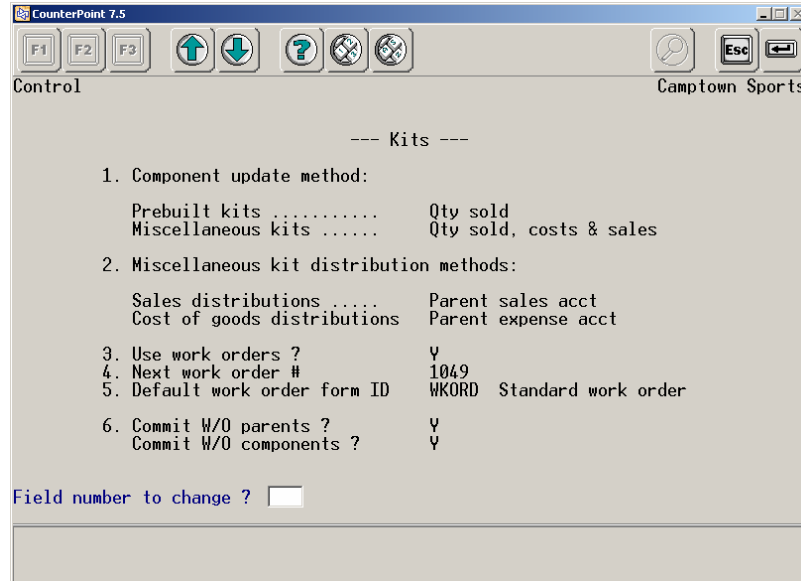 CounterPoint 7.5
F1 F2 F3 ? Esc
Control Camptown Sports
--- Kits ---
1. Component update method:
Prebuilt kits ........... Qty sold
Miscellaneous kits ...... Qty sold, costs & sales
2. Miscellaneous kit distribution methods:
Sales distributions ..... Parent sales acct
Cost of goods distributions Parent expense acct
3. Use work orders ? Y
4. Next work order # 1049
5. Default work order form ID WKORD Standard work order
6. Commit W/O parents ? Y
Commit W/O components ? Y
Field number to change ?